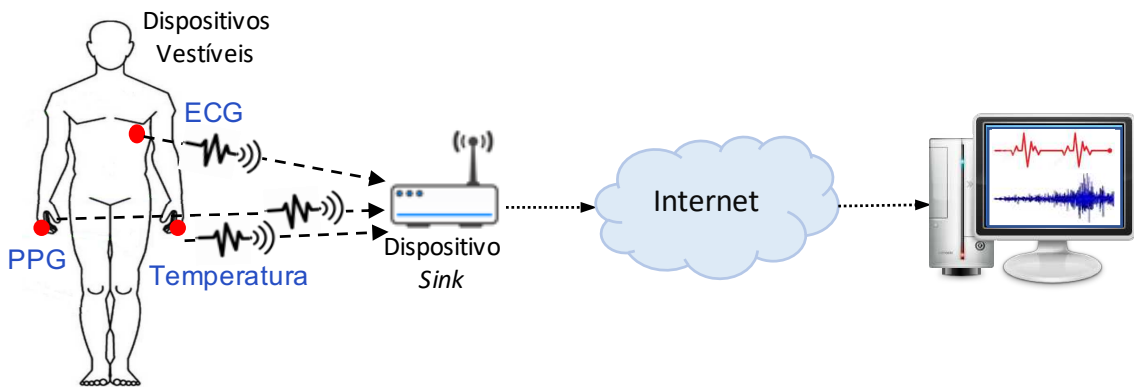 Dispositivos
Vestíveis
ECG
PPG
Temperatura
Dispositivo
Sink
Internet